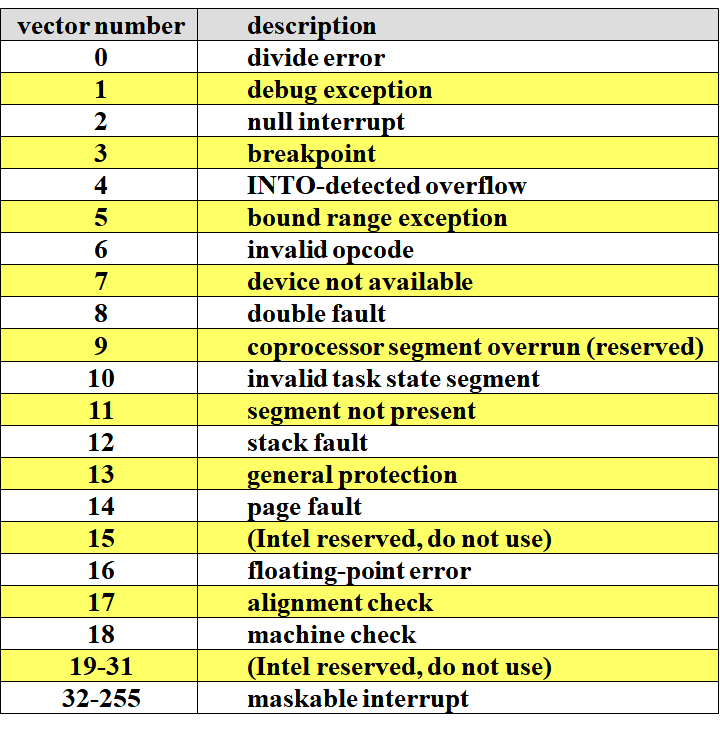 vector number description
0 divide error
1 debug exception
2 null interrupt
3 breakpoint
4 INTO-detected overflow
5 bound range exception
6 invalid opcode
7 device not available
8 double fault
9 coprocessor segment overrun (reserved)
10 invalid task state segment
11 segment not present
12 stack fault
13 general protection
14 page fault
15 (Intel reserved, do not use)
16 floating-point error
17 alignment check
18 machine check
19-31 (Intel reserved, do not use)
32-255 maskable interrupt